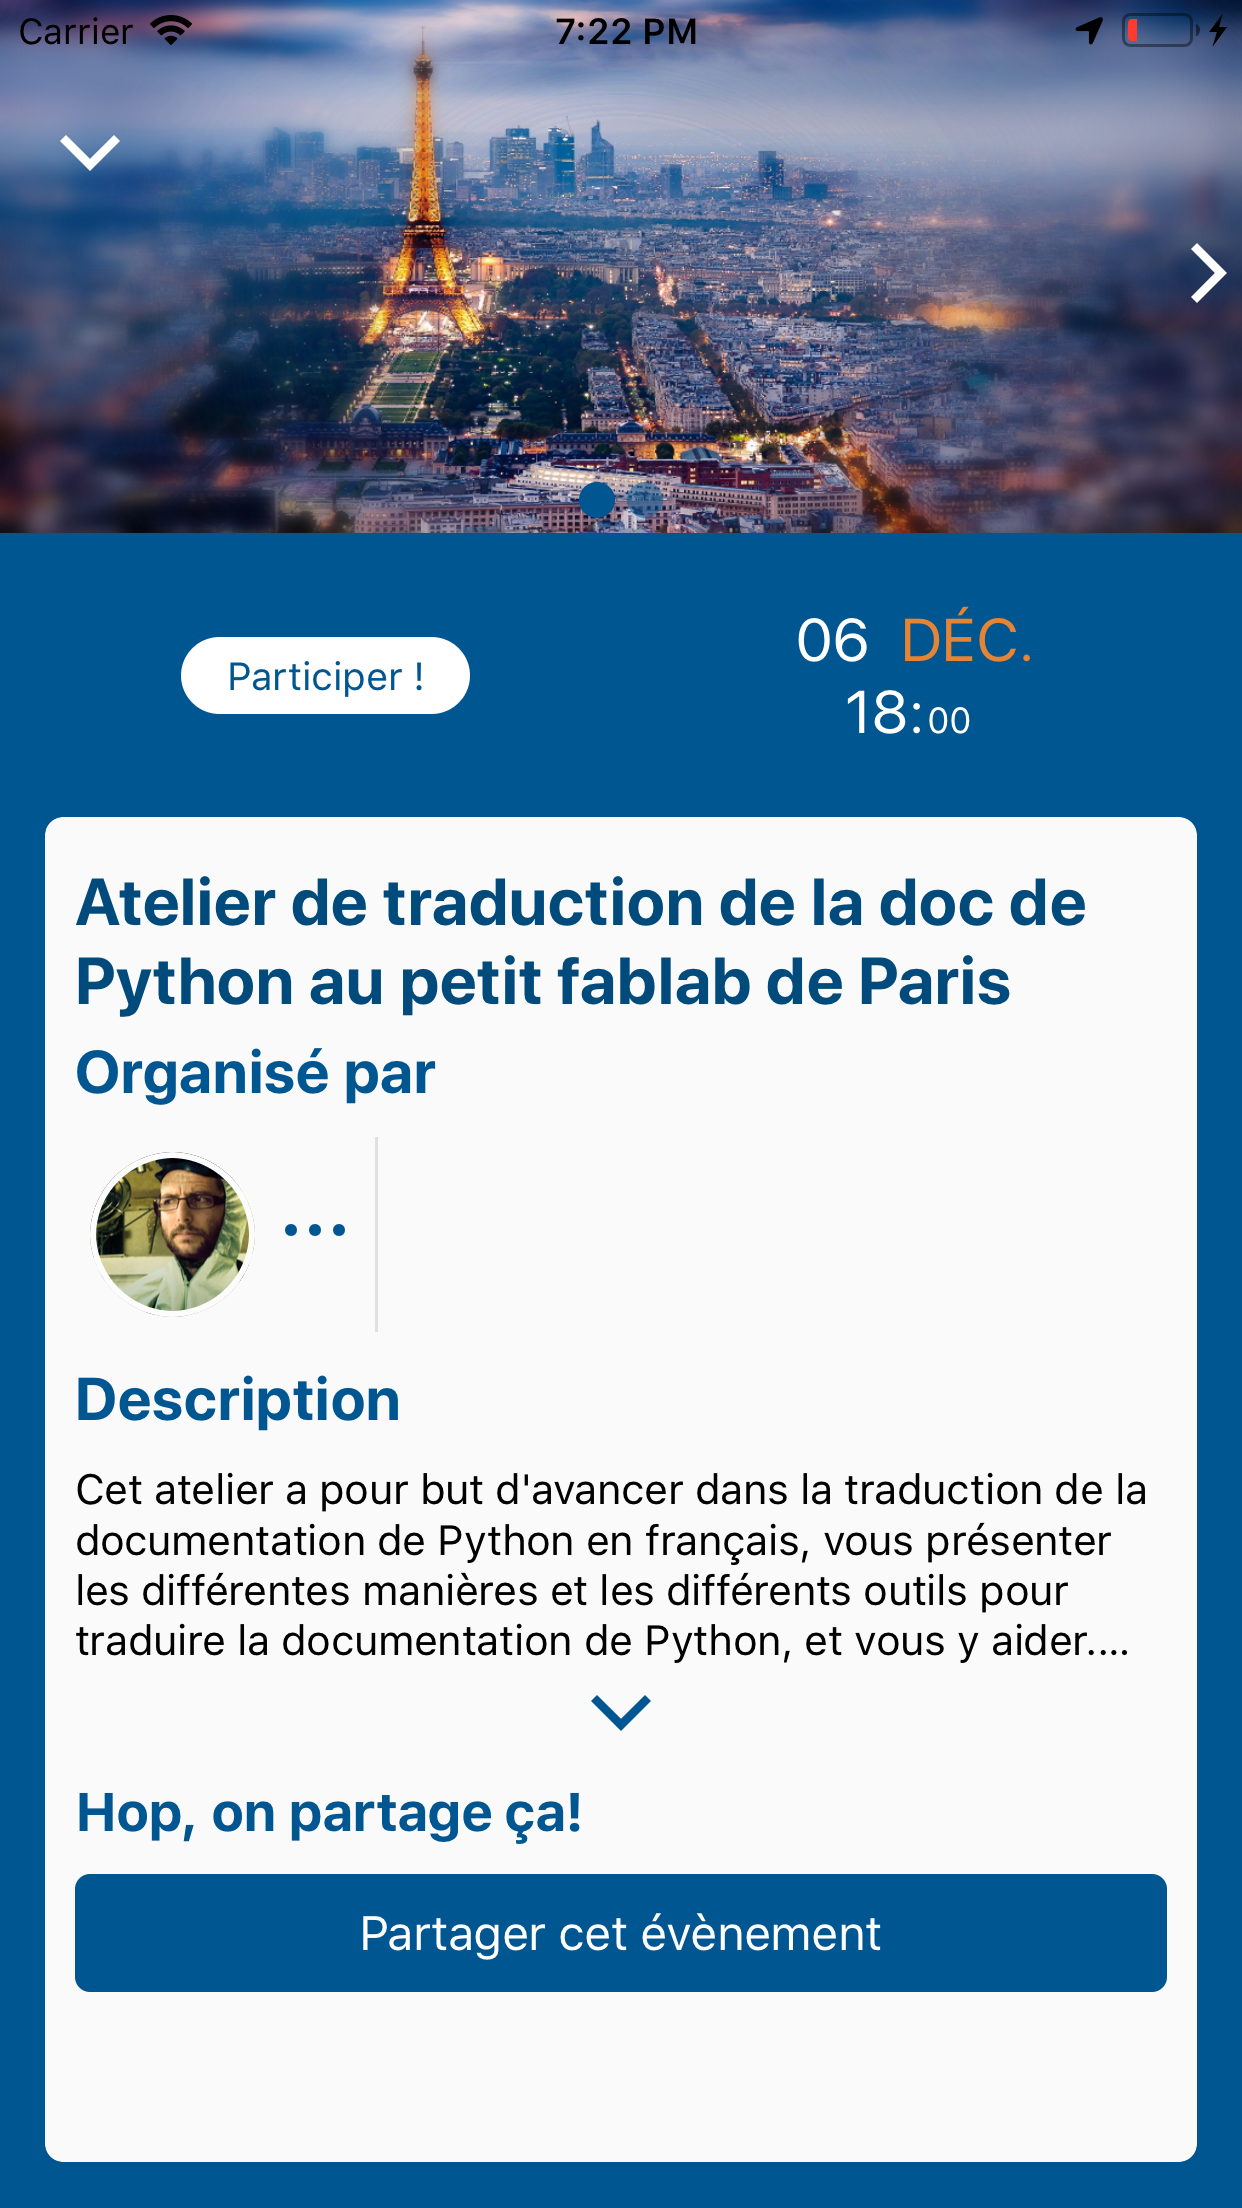 Carrier 7:22 PM
Participer !
06 DÉC.
18:00
Atelier de traduction de la doc de
Python au petit fablab de Paris
Organisé par
Description
Cet atelier a pour but d'avancer dans la traduction de la
documentation de Python en français, vous présenter
les différentes manières et les différents outils pour
traduire la documentation de Python, et vous y aider....
Hop, on partage ça!
Partager cet évènement